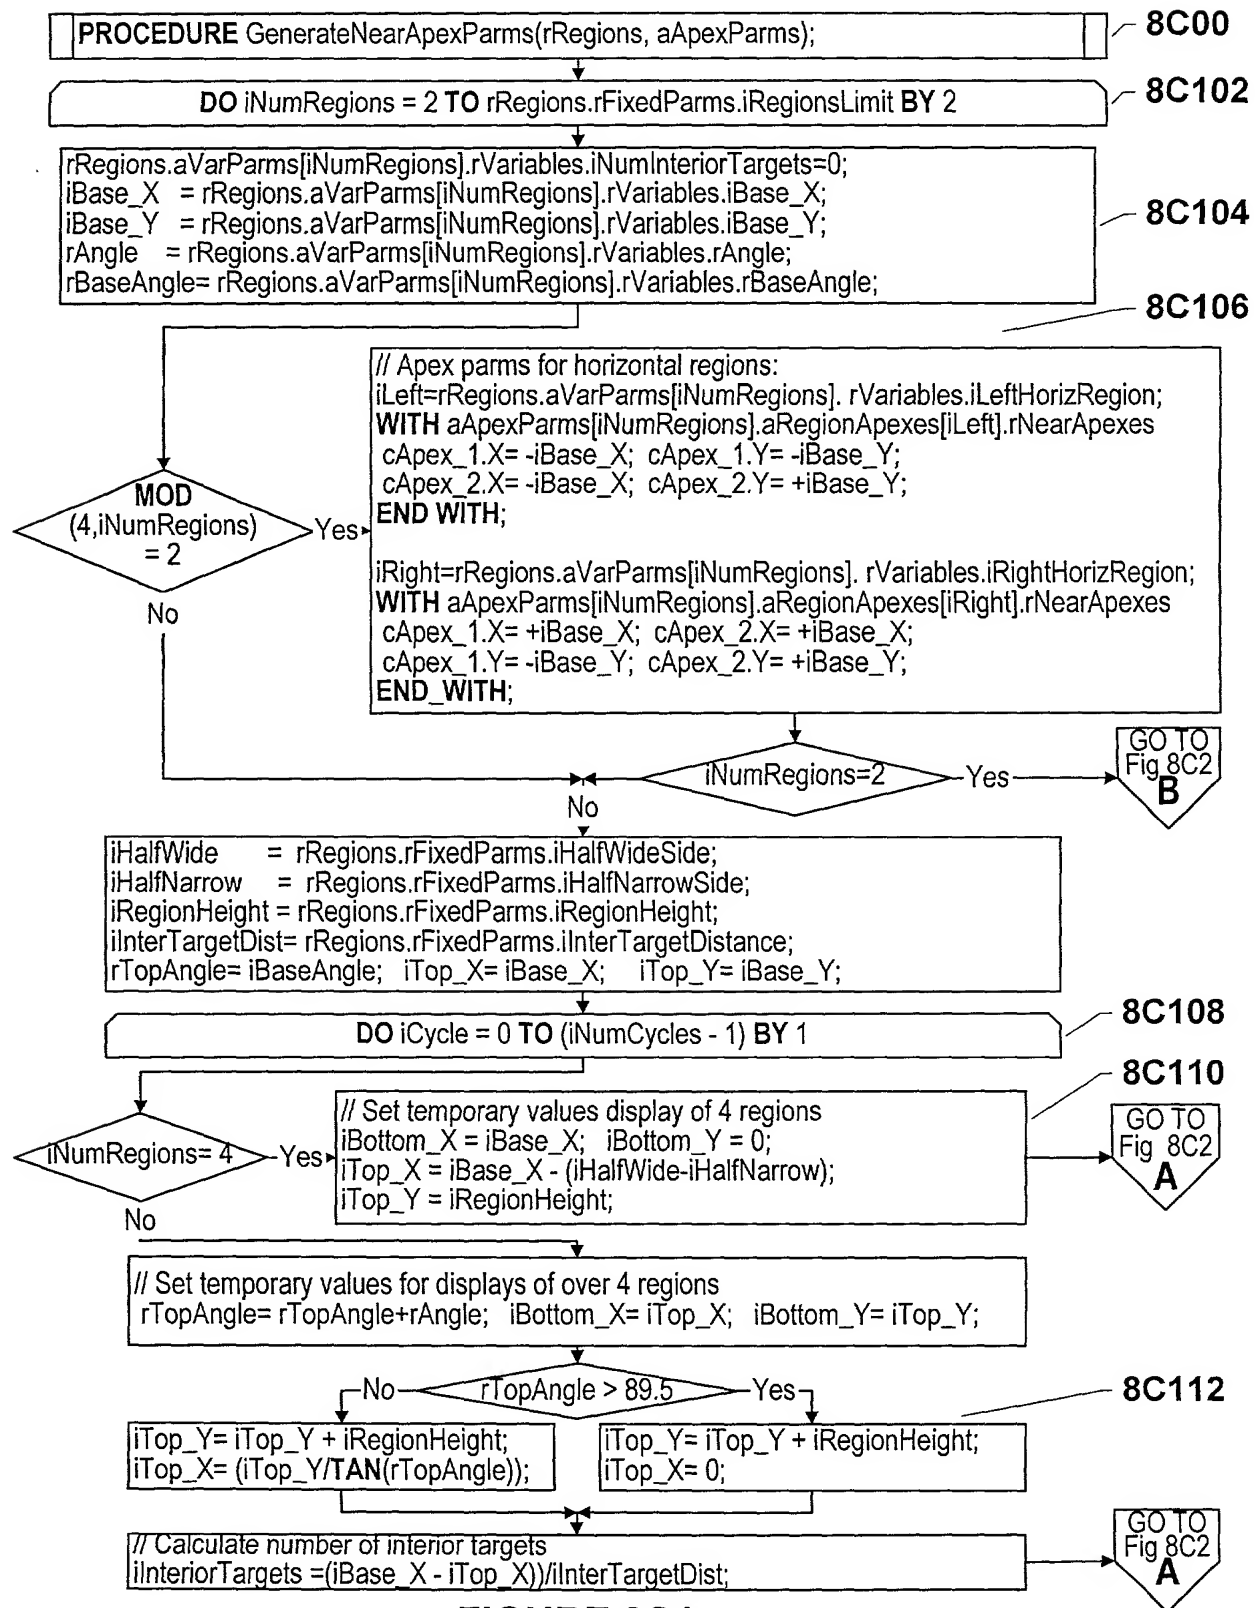 PROCEDURE GenerateNearApexParms(rRegions, aApexParms);
8C00
DO iNumRegions = 2 TO rRegions.rFixedParms.iRegionsLimit BY 2
8C102
rRegions.aVarParms[iNumRegions].rVariables.iNumInteriorTargets=0;
iBase_X = rRegions.aVarParms[iNumRegions].rVariables.iBase_X;
iBase_Y = rRegions.aVarParms[iNumRegions].rVariables.iBase_Y;
rAngle = rRegions.aVarParms[iNumRegions].rVariables.rAngle;
rBaseAngle= rRegions.aVarParms[iNumRegions].rVariables.rBaseAngle;
8C104
8C106
// Apex parms for horizontal regions:
iLeft=rRegions.aVarParms[iNumRegions]. rVariables.iLeftHorizRegion;
WITH aApexParms[iNumRegions].aRegionApexes[iLeft].rNearApexes
cApex_1.X= -iBase_X; cApex_1.Y= -iBase_Y;
cApex_2.X= -iBase_X; cApex_2.Y= +iBase_Y;
END WITH;
iRight=rRegions.aVarParms[iNumRegions]. rVariables.iRightHorizRegion;
WITH aApexParms[iNumRegions].aRegionApexes[iRight].rNearApexes
cApex_1.X= +iBase_X; cApex_2.X= +iBase_X;
cApex_1.Y= -iBase_Y; cApex_2.Y= +iBase_Y;
END_WITH;
MOD
(4,iNumRegions)
= 2
Yes
No
iNumRegions=2
Yes
GO TO
Fig 8C2
B
No
iHalfWide = rRegions.rFixedParms.iHalfWideSide;
iHalfNarrow = rRegions.rFixedParms.iHalfNarrowSide;
iRegionHeight = rRegions.rFixedParms.iRegionHeight;
iInterTargetDist= rRegions.rFixedParms.iInterTargetDistance;
rTopAngle= iBaseAngle; iTop_X= iBase_X; iTop_Y= iBase_Y;
DO iCycle = 0 TO (iNumCycles - 1) BY 1
8C108
8C110
iNumRegions= 4
Yes
// Set temporary values display of 4 regions
iBottom_X = iBase_X; iBottom_Y = 0;
iTop_X = iBase_X - (iHalfWide-iHalfNarrow);
iTop_Y = iRegionHeight;
GO TO
Fig 8C2
A
No
// Set temporary values for displays of over 4 regions
rTopAngle= rTopAngle+rAngle; iBottom_X= iTop_X; iBottom_Y= iTop_Y;
No
rTopAngle > 89.5
Yes
8C112
iTop_Y= iTop_Y + iRegionHeight;
iTop_X= (iTop_Y/TAN(rTopAngle));
iTop_Y= iTop_Y + iRegionHeight;
iTop_X= 0;
// Calculate number of interior targets
iInteriorTargets =(iBase_X - iTop_X))/iInterTargetDist;
GO TO
Fig 8C2
A